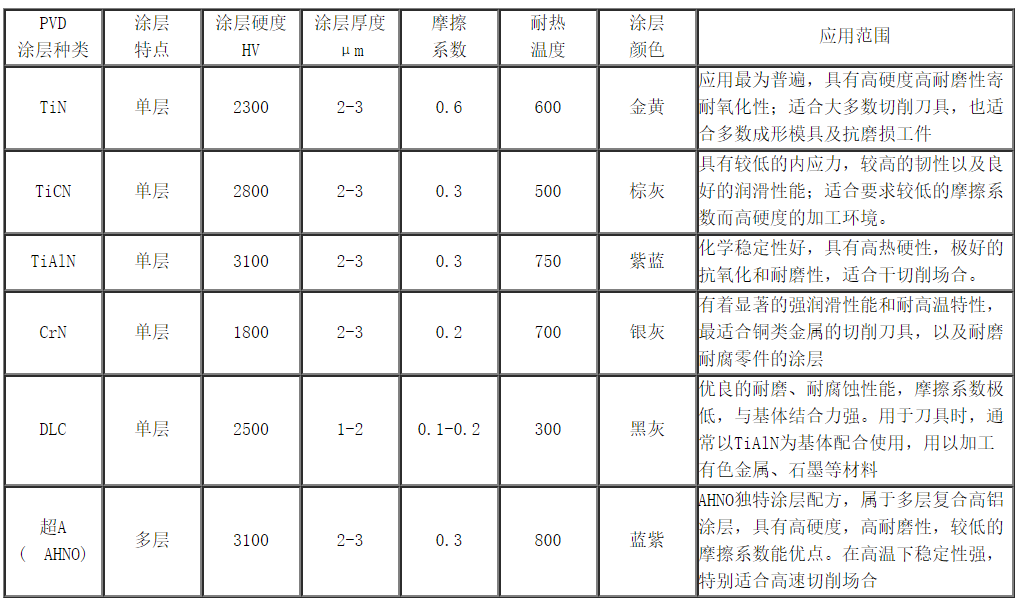 PVD
涂层种类
涂层
特点
涂层硬度
HV
涂层厚度
μm
摩擦
系数
耐热
温度
涂层
颜色
应用范围
TiN
单层
2300
2-3
0.6
600
金黄
应用最为普遍，具有高硬度高耐磨性寄
耐氧化性；适合大多数切削刀具，也适
合多数成形模具及抗磨损工件
TiCN
单层
2800
2-3
0.3
500
棕灰
具有较低的内应力，较高的韧性以及良
好的润滑性能；适合要求较低的摩擦系
数而高硬度的加工环境。
TiAlN
单层
3100
2-3
0.3
750
紫蓝
化学稳定性好，具有高热硬性，极好的
抗氧化和耐磨性，适合干切削场合。
CrN
单层
1800
2-3
0.2
700
银灰
有着显著的强润滑性能和耐高温特性，
最适合铜类金属的切削刀具，以及耐磨
耐腐零件的涂层
DLC
单层
2500
1-2
0.1-0.2
300
黑灰
优良的耐磨、耐腐蚀性能，摩擦系数极
低，与基体结合力强。用于刀具时，通
常以TiAlN为基体配合使用，用以加工
有色金属、石墨等材料
超A
( AHNO)
多层
3100
2-3
0.3
800
蓝紫
AHNO独特涂层配方，属于多层复合高铝
涂层，具有高硬度，高耐磨性，较低的
摩擦系数能优点。在高温下稳定性强，
特别适合高速切削场合